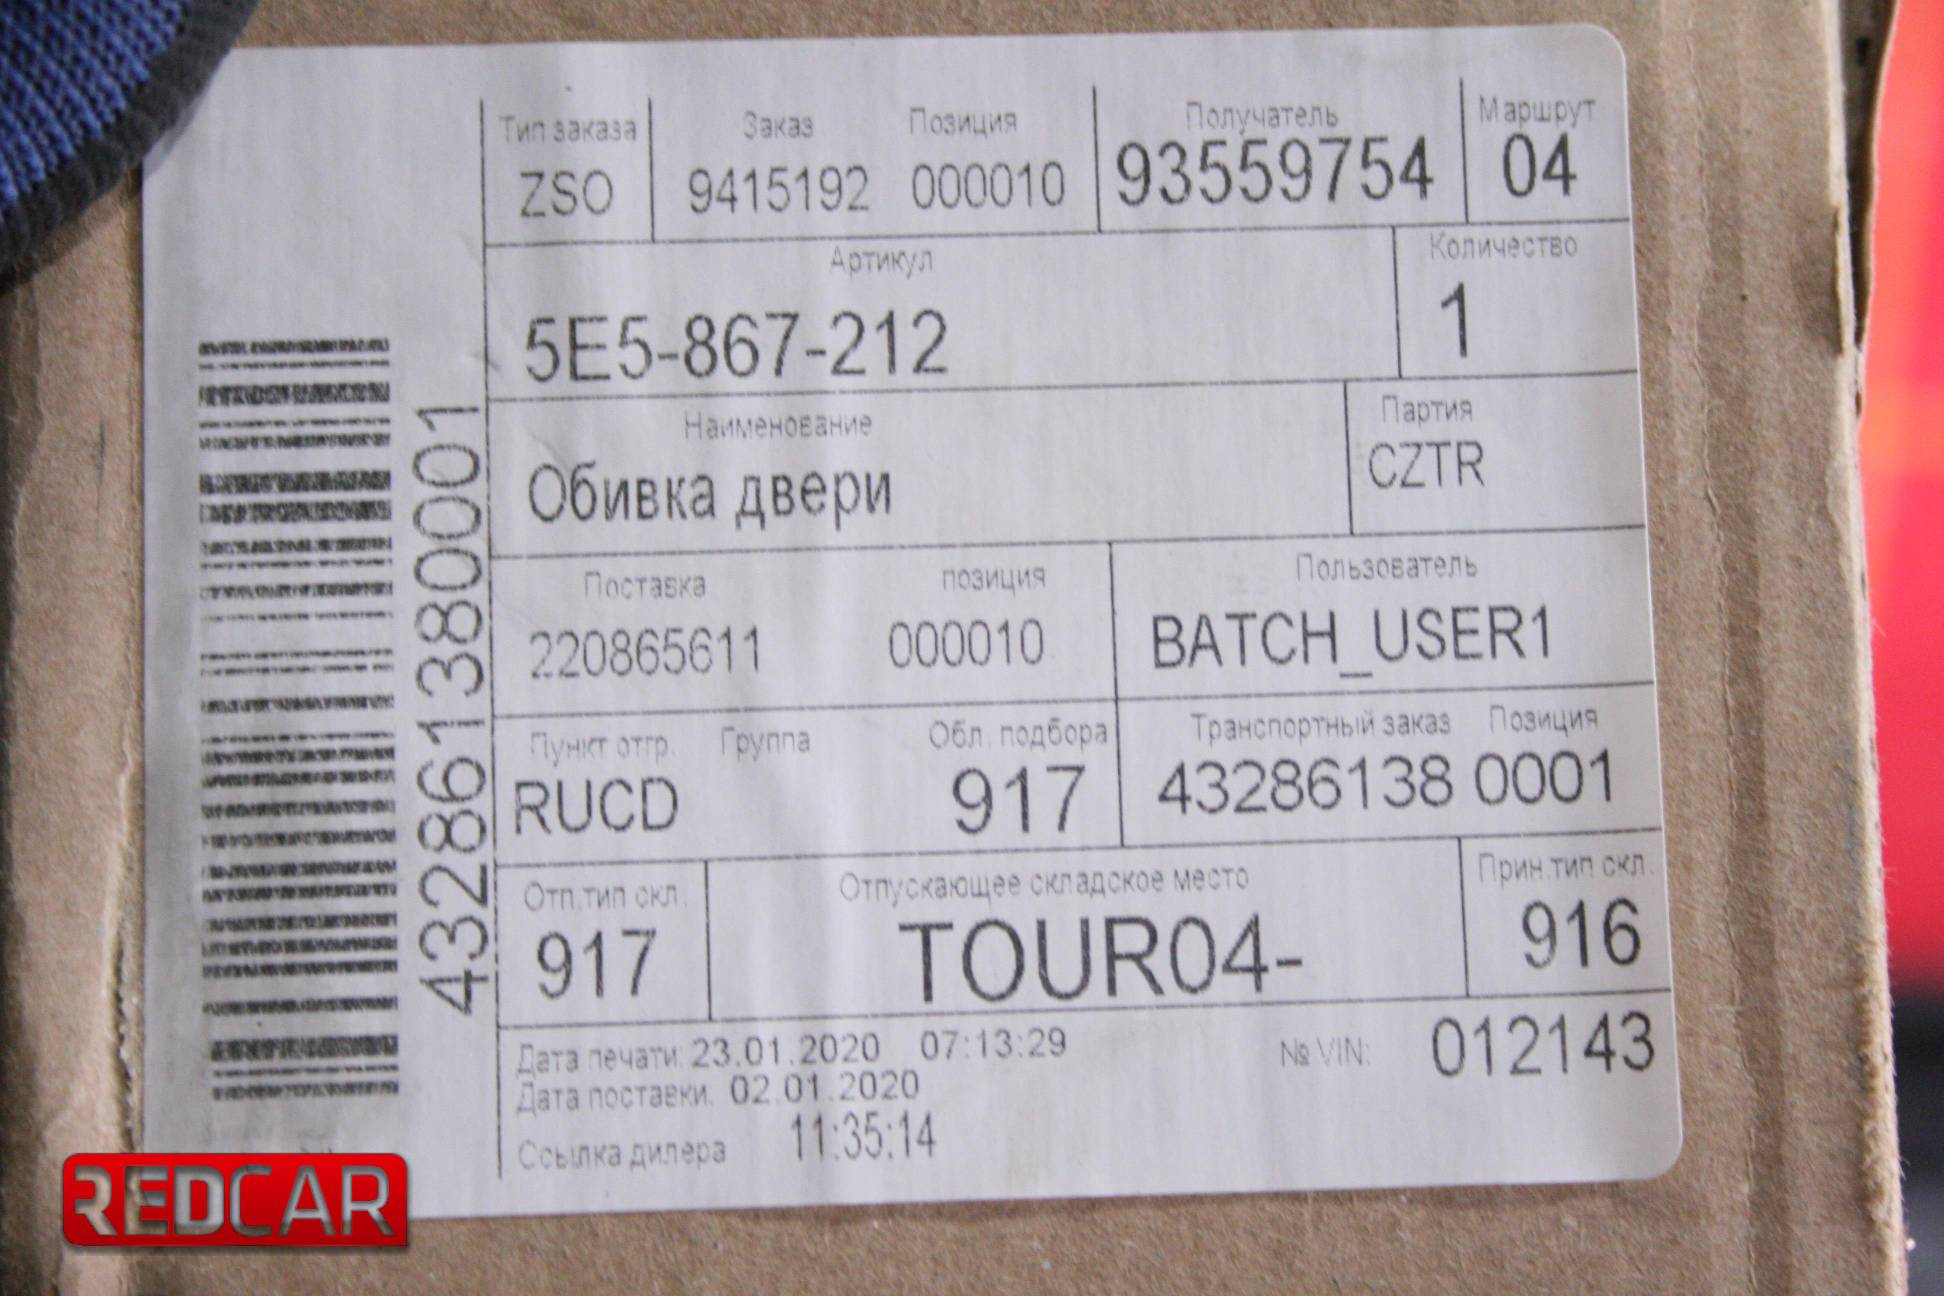 Тип заказа Заказ Позиция Получатель Маршрут
ZSO 9415192 000010 93559754 04
Артикул Количество
5E5-867-212 1
Наименование Партия
Обивка двери CZTR
Поставка позиция Пользователь
220865611 000010 BATCH_USER1
Пункт отгр. Группа Обл. подбора Транспортный заказ Позиция
RUCD 917 43286138 0001
Отп.тип скл. Отпускающее складское место Прин.тип скл.
917 TOUR04- 916
Дата печати: 23.01.2020 07:13:29 № VIN: 012143
Дата поставки: 02.01.2020
Ссылка дилера 11:35:14
432861380001
REDCAR